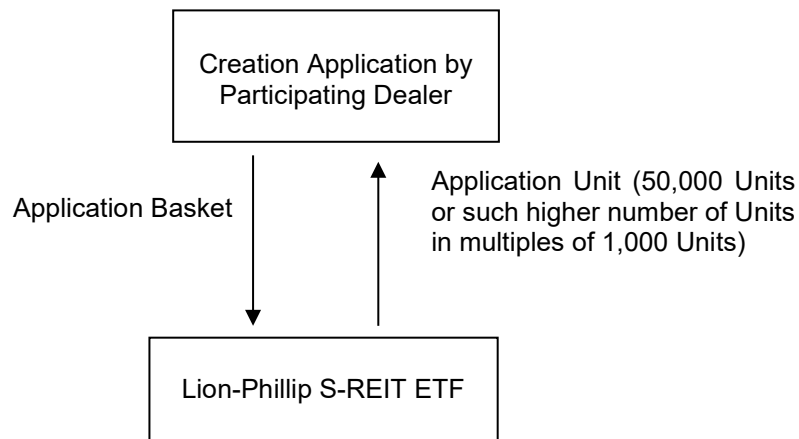 Creation Application by
Participating Dealer
Application Basket
Application Unit (50,000 Units
or such higher number of Units
in multiples of 1,000 Units)
Lion-Phillip S-REIT ETF